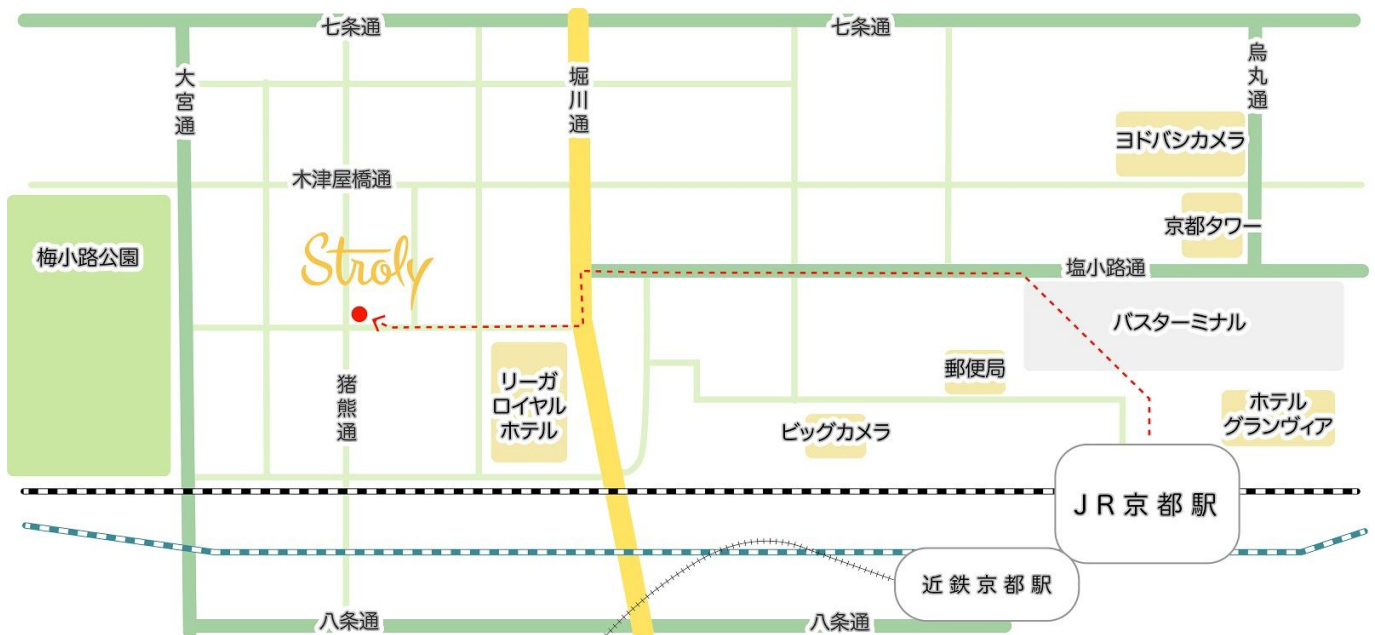 七条通
七条通
大宮通
堀川通
烏丸通
ヨドバシカメラ
木津屋橋通
京都タワー
梅小路公園
Stroly
塩小路通
バスターミナル
郵便局
猪熊通
リーガ
ロイヤル
ホテル
ビッグカメラ
ホテル
グランヴィア
JR京都駅
近鉄京都駅
八条通
八条通